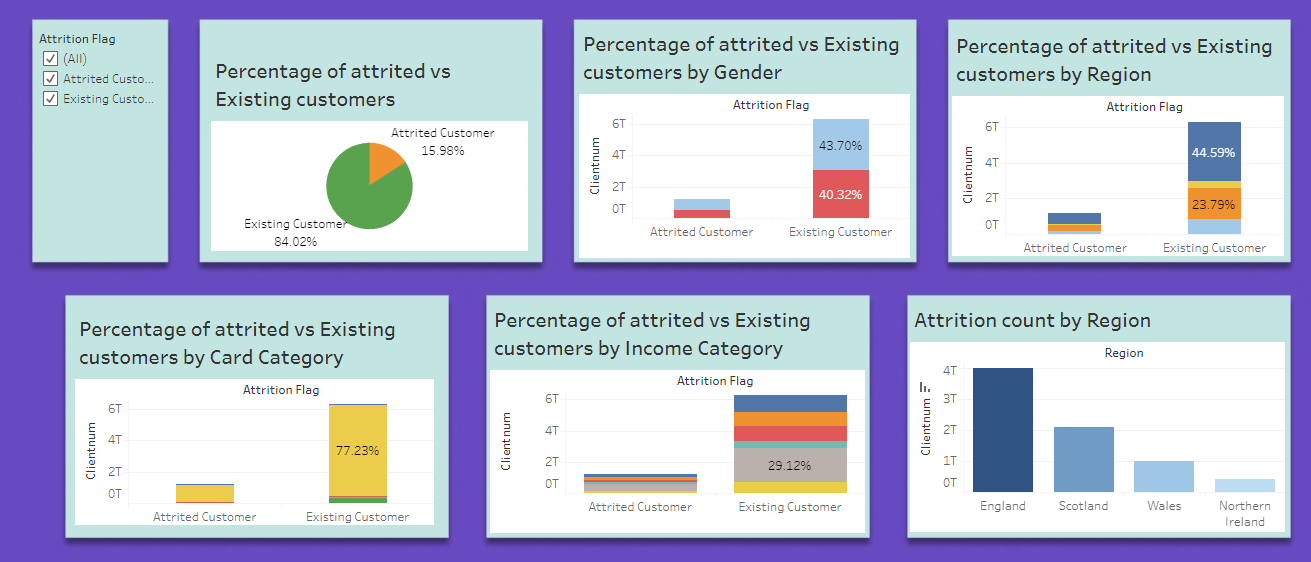 Attrition Flag
(All)
Attrited Custo...
Existing Custo...
Percentage of attrited vs
Existing customers
Attrited Customer
15.98%
Existing Customer
84.02%
Percentage of attrited vs Existing
customers by Gender
Attrition Flag
Clientnum
6T
4T
2T
0T
43.70%
40.32%
Attrited Customer
Existing Customer
Percentage of attrited vs Existing
customers by Region
Attrition Flag
Clientnum
6T
4T
2T
0T
44.59%
23.79%
Attrited Customer
Existing Customer
Percentage of attrited vs Existing
customers by Card Category
Attrition Flag
Clientnum
6T
4T
2T
0T
77.23%
Attrited Customer
Existing Customer
Percentage of attrited vs Existing
customers by Income Category
Attrition Flag
Clientnum
6T
4T
2T
0T
29.12%
Attrited Customer
Existing Customer
Attrition count by Region
Region
Clientnum
4T
3T
2T
1T
0T
England
Scotland
Wales
Northern
Ireland